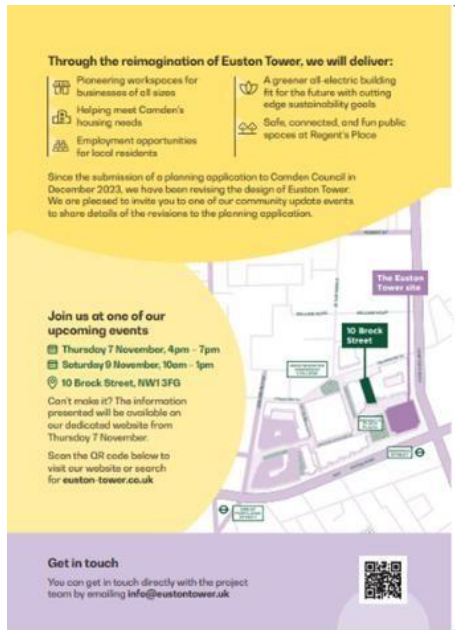 Through the reimagination of Euston Tower, we will deliver:
Pioneering workspaces for
businesses of all sizes
Helping meet Camden's
housing needs
Employment opportunities
for local residents
A greener all-electric building
fit for the future with cutting
edge sustainability goals
Safe, connected, and fun public
spaces at Regent's Place
Since the submission of a planning application to Camden Council in
December 2023, we have been revising the design of Euston Tower.
We are pleased to invite you to one of our community update events
to share details of the revisions to the planning application.
The Euston
Tower site
10 Brock
Street
Join us at one of our
upcoming events
Thursday 7 November, 4pm – 7pm
Saturday 9 November, 10am – 1pm
10 Brock Street, NW1 3FG
Can't make it? The information
presented will be available on
our dedicated website from
Thursday 7 November.
Scan the QR code below to
visit our website or search
for euston-tower.co.uk
Get in touch
You can get in touch directly with the project
team by emailing info@eustontower.uk